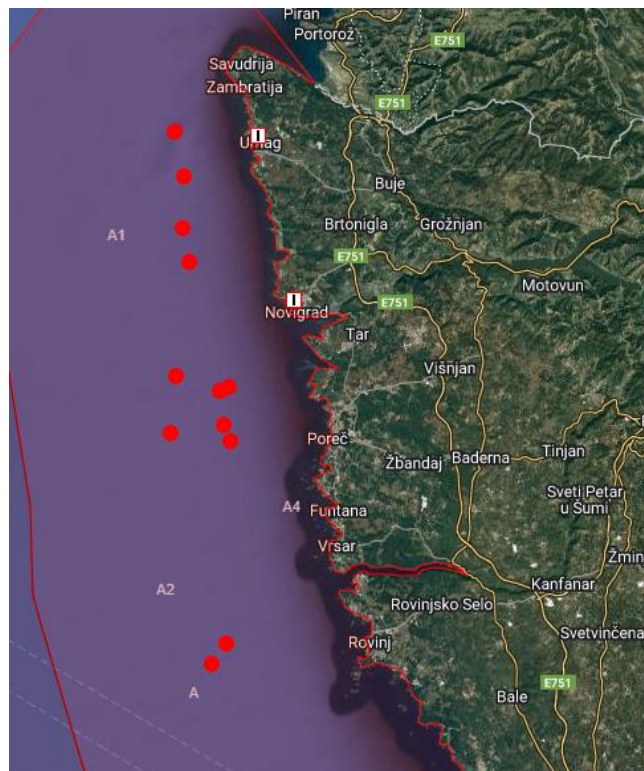 Piran
Portorož
E751
Savudrija
Zambratija
E751
I
Umag
Buje
A1
Brtonigla
Grožnjan
E751
Motovun
I
E751
Novigrad
Tar
Višnjan
Poreč
Žbandaj
Baderna
Tinjan
Sveti Petar
u Šumi
A4
Funtana
Vrsar
Žminj
A2
Kanfanar
Rovinjsko Selo
Svetvinčena
Rovinj
A
E751
Bale